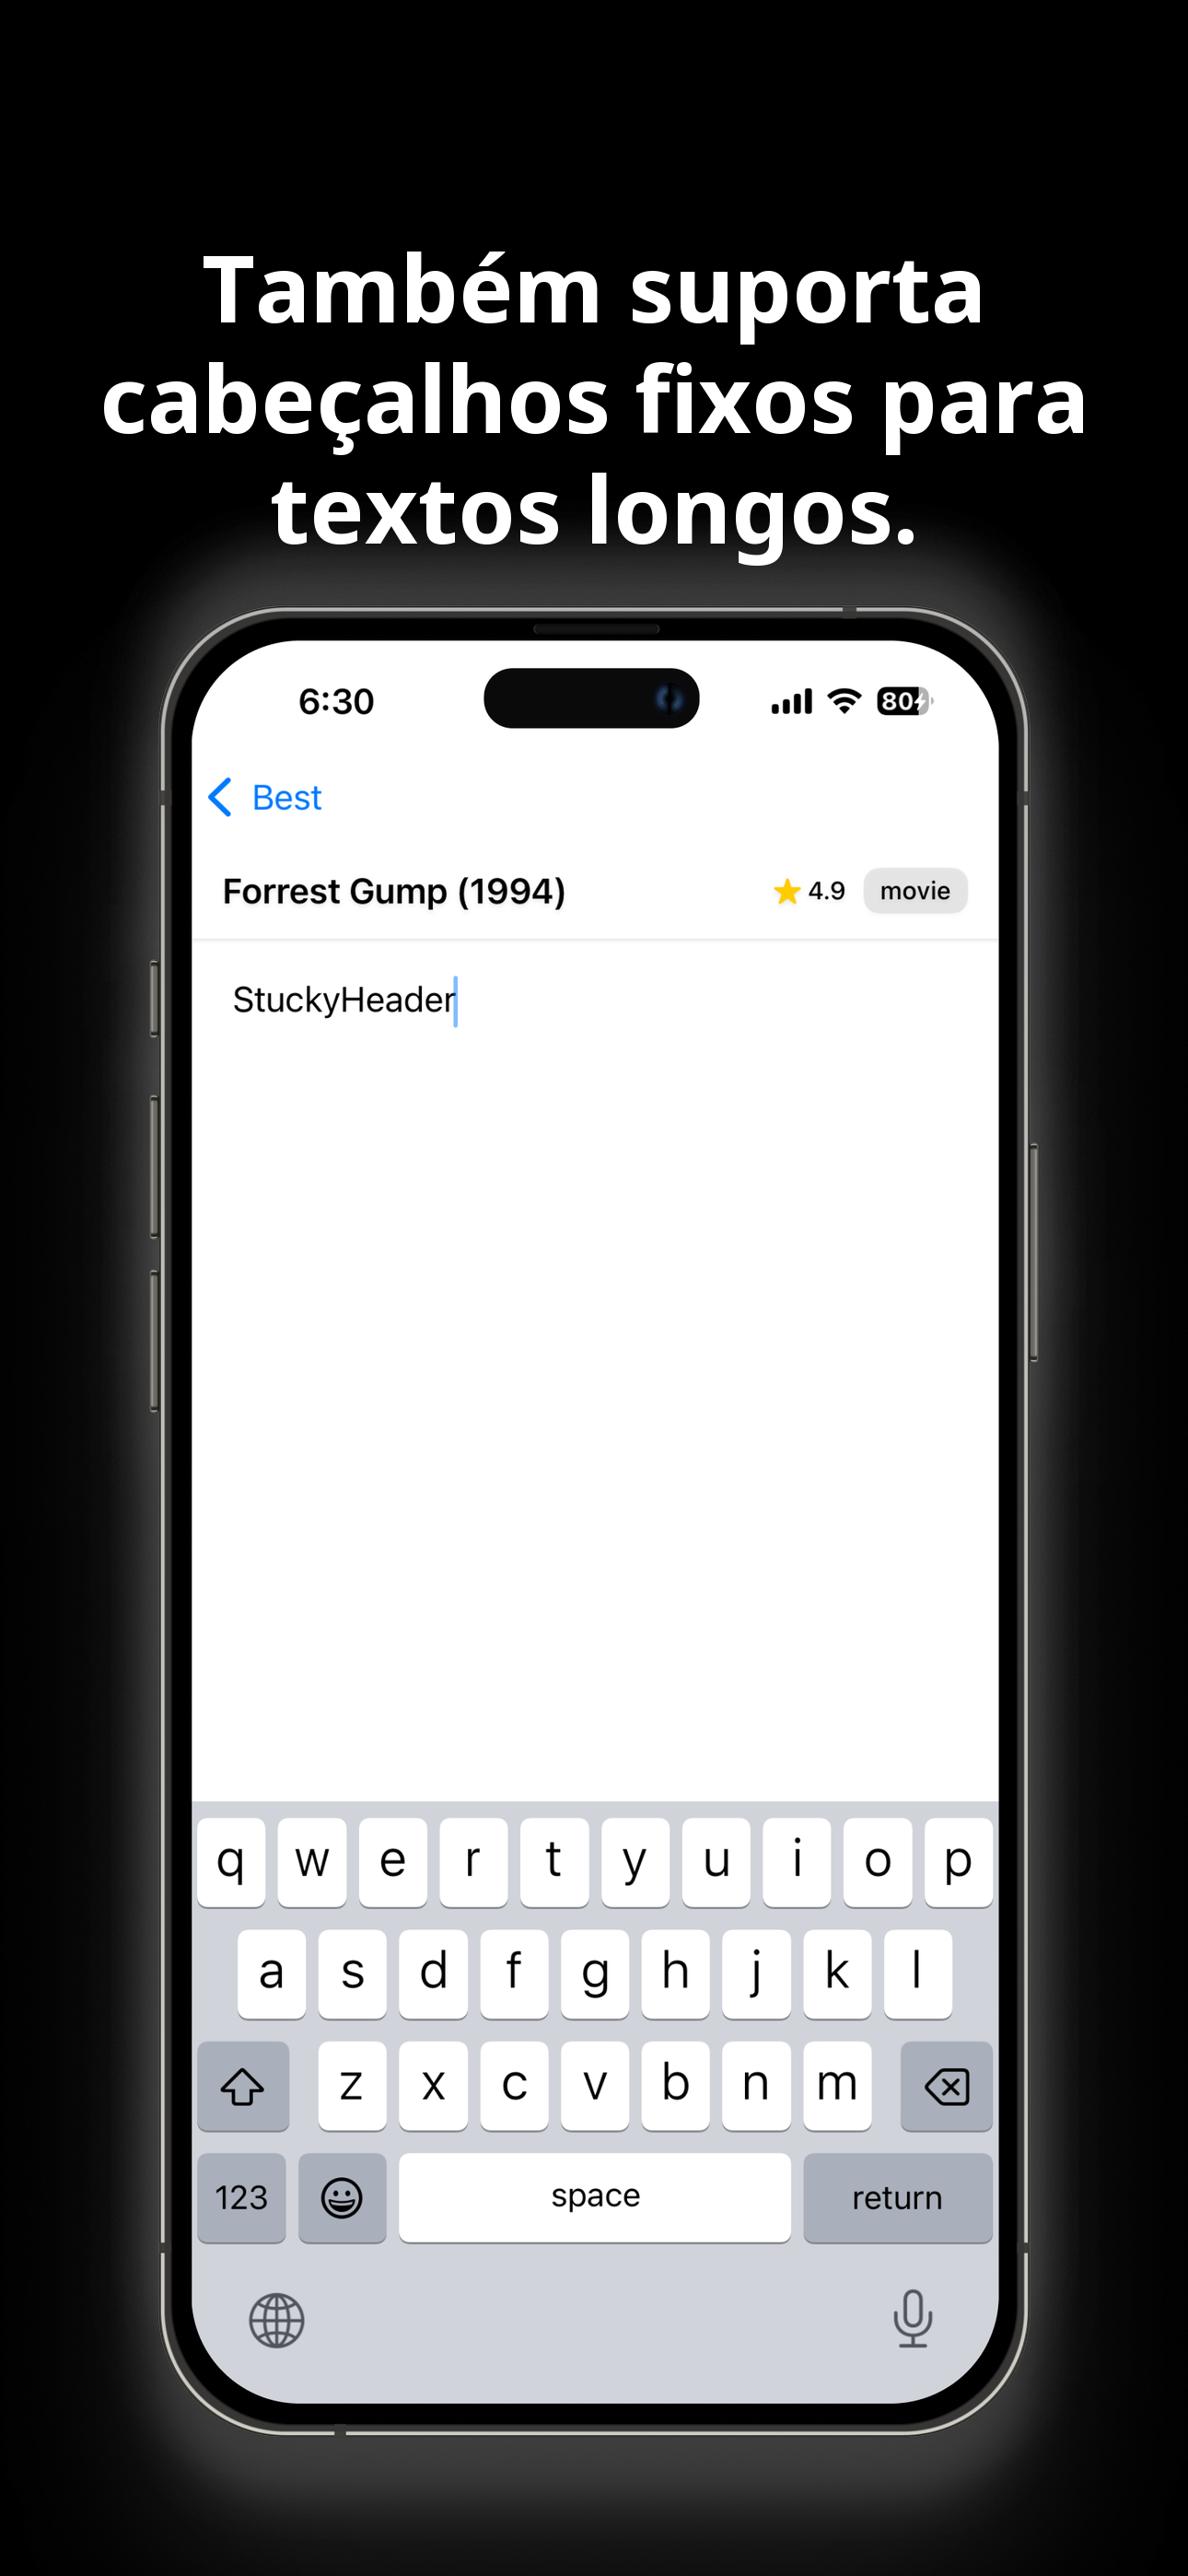 Também suporta
cabeçalhos fixos para
textos longos.
6:30
80
Best
Forrest Gump (1994)
4.9
movie
StuckyHeader
q w e r t y u i o p
a s d f g h j k l
z x c v b n m
123
space
return